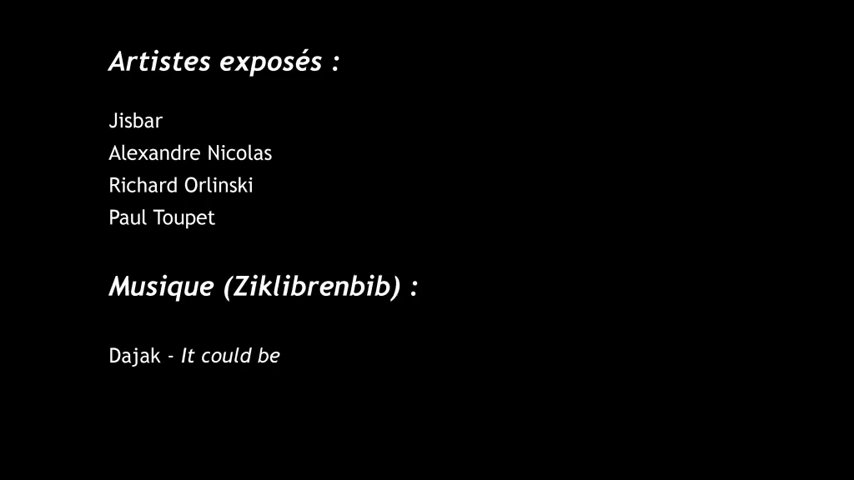 Artistes exposés :
Jisbar
Alexandre Nicolas
Richard Orlinski
Paul Toupet
Musique (Ziklibrenbib) :
Dajak - It could be